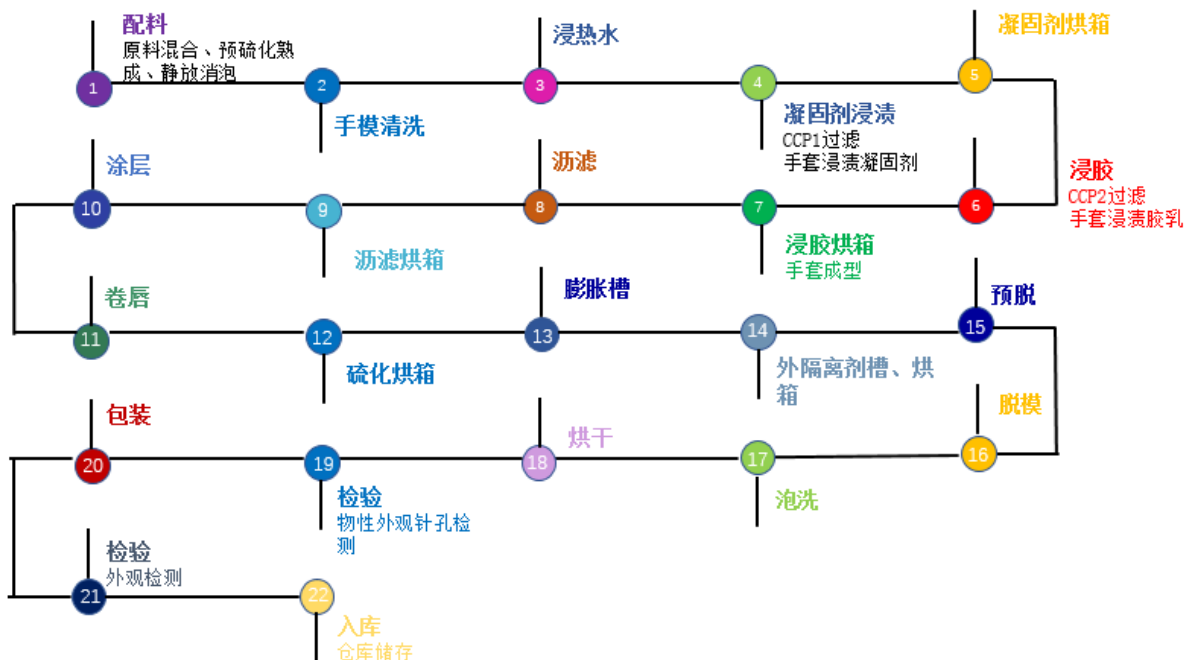 配料
原料混合、预硫化熟
成、静放消泡
1
2
手模清洗
浸热水
3
4
凝固剂浸渍
CCP1过滤
手套浸渍凝固剂
凝固剂烘箱
5
浸胶
CCP2过滤
手套浸渍胶乳
6
7
浸胶烘箱
手套成型
沥滤
8
9
沥滤烘箱
涂层
10
卷唇
11
12
硫化烘箱
膨胀槽
13
14
外隔离剂槽、烘
箱
预脱
15
脱模
16
17
泡洗
烘干
18
19
检验
物性外观针孔检
测
包装
20
检验
外观检测
21
22
入库
仓库储存